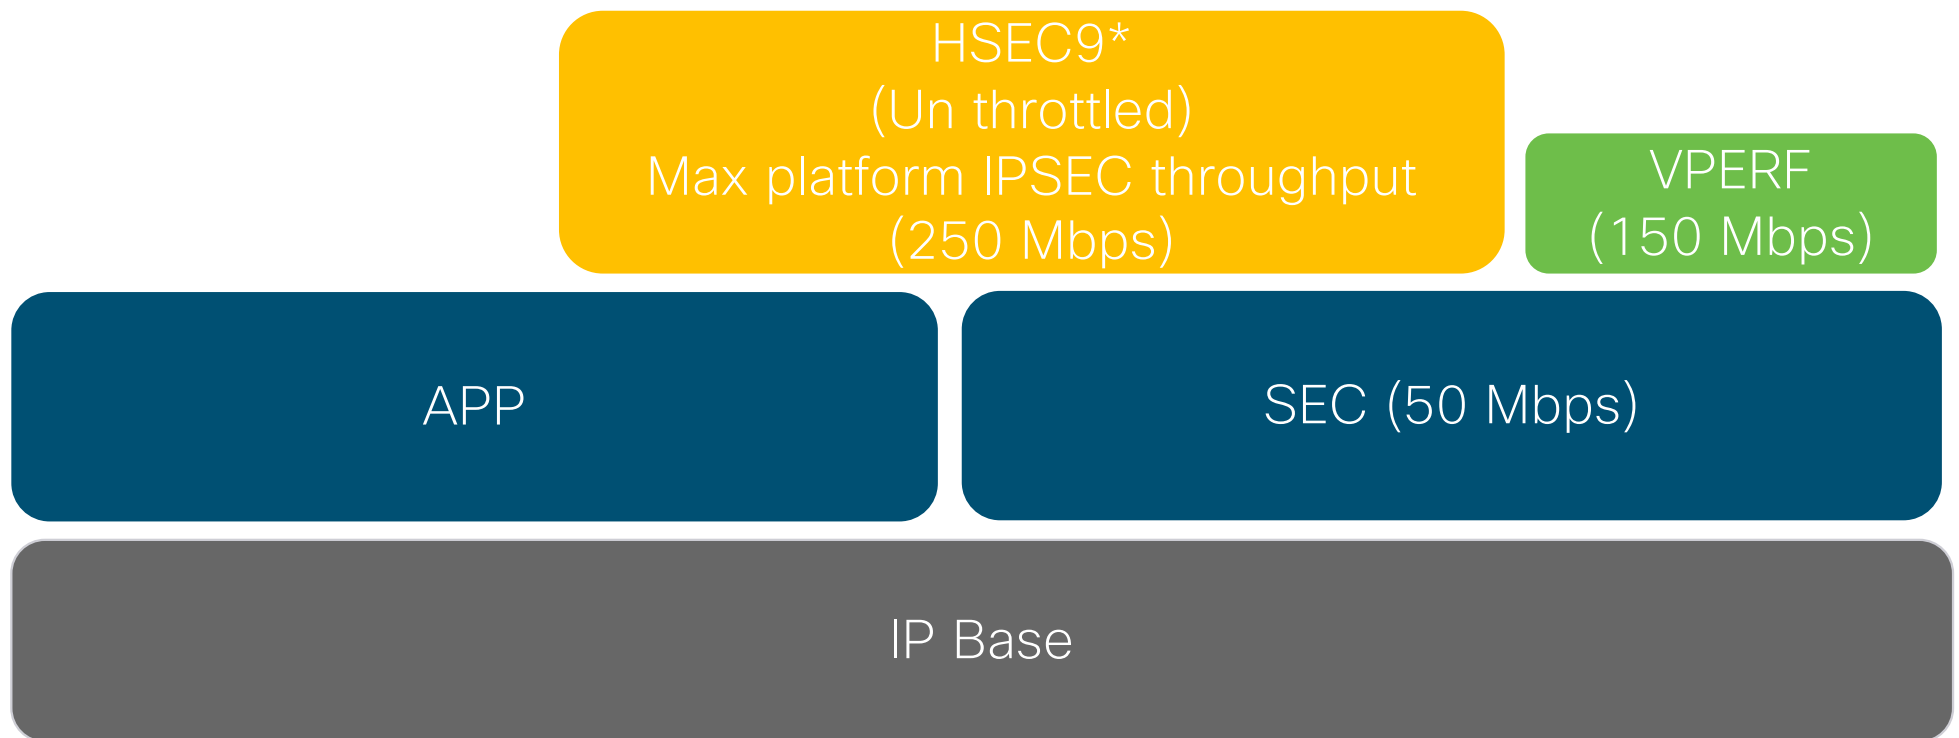 HSEC9*
(Un throttled)
Max platform IPSEC throughput
(250 Mbps)
VPERF
(150 Mbps)
APP
SEC (50 Mbps)
IP Base